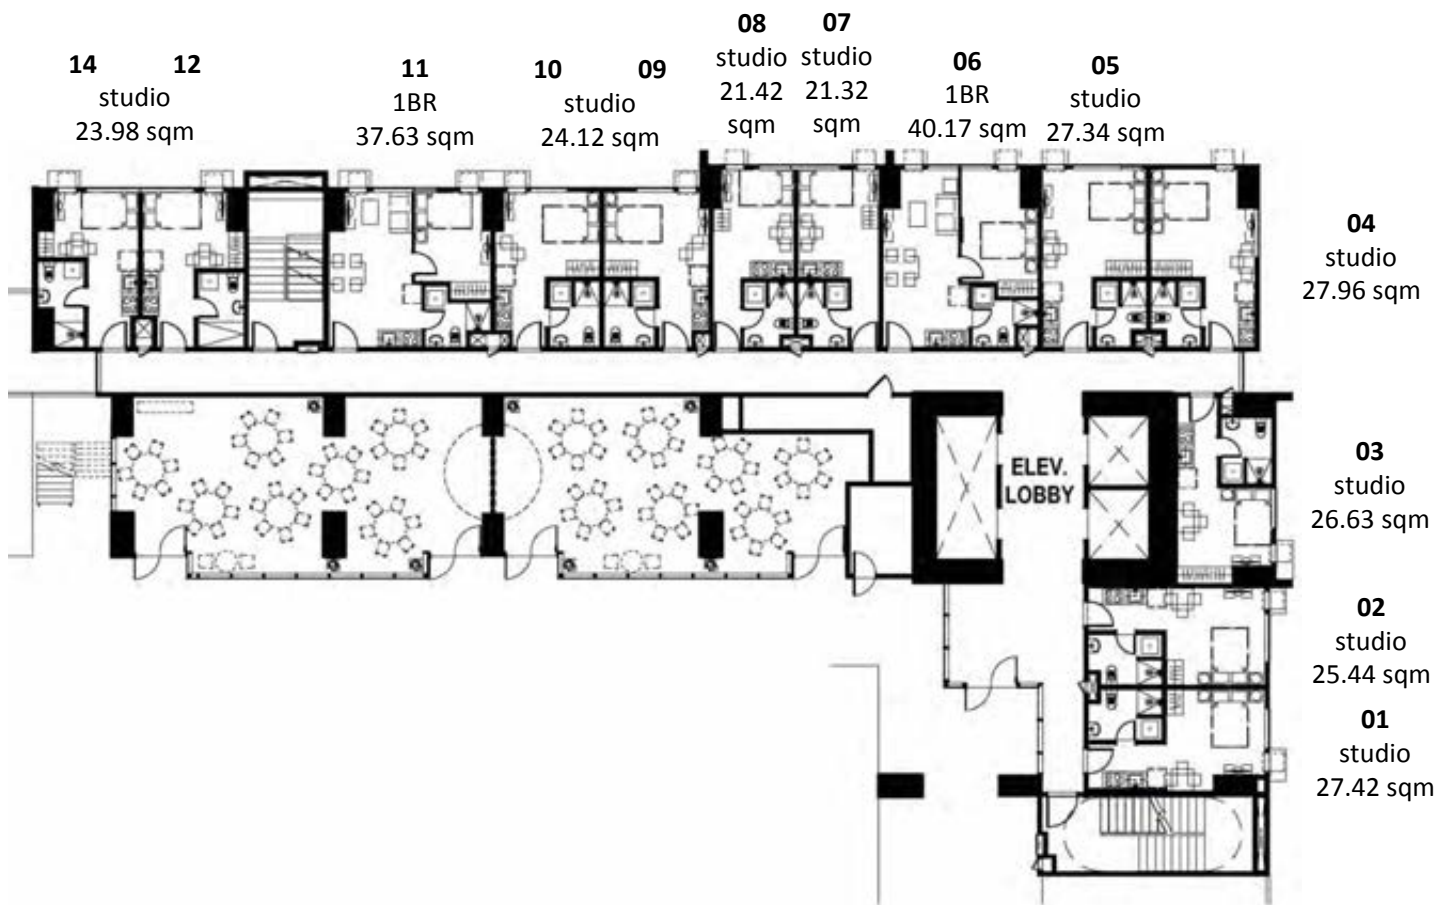 14 12
studio
23.98 sqm
11
1BR
37.63 sqm
10 09
studio
24.12 sqm
08
studio
21.42
sqm
07
studio
21.32
sqm
06
1BR
40.17 sqm
05
studio
27.34 sqm
04
studio
27.96 sqm
ELEV.
LOBBY
03
studio
26.63 sqm
02
studio
25.44 sqm
01
studio
27.42 sqm